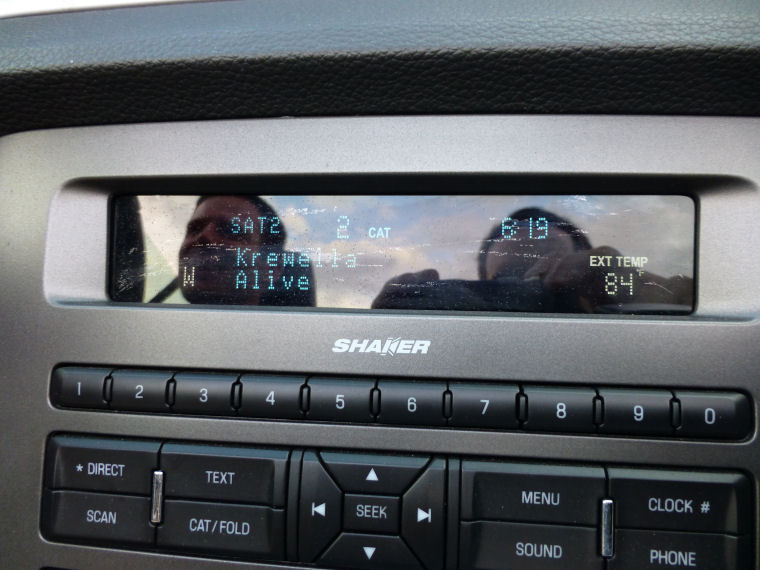 SAT2 2 CAT 6:19
Krewella
W Alive
EXT TEMP
84°F
SHAKER
1 2 3 4 5 6 7 8 9 0
* DIRECT TEXT MENU CLOCK #
SEEK
SCAN CAT/FOLD SOUND PHONE